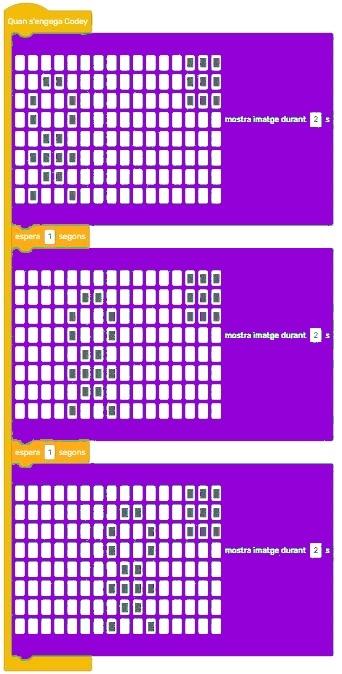 Quan s'engega Codey
mostra imatge durant 2 s
espera 1 segons
mostra imatge durant 2 s
espera 1 segons
mostra imatge durant 2 s